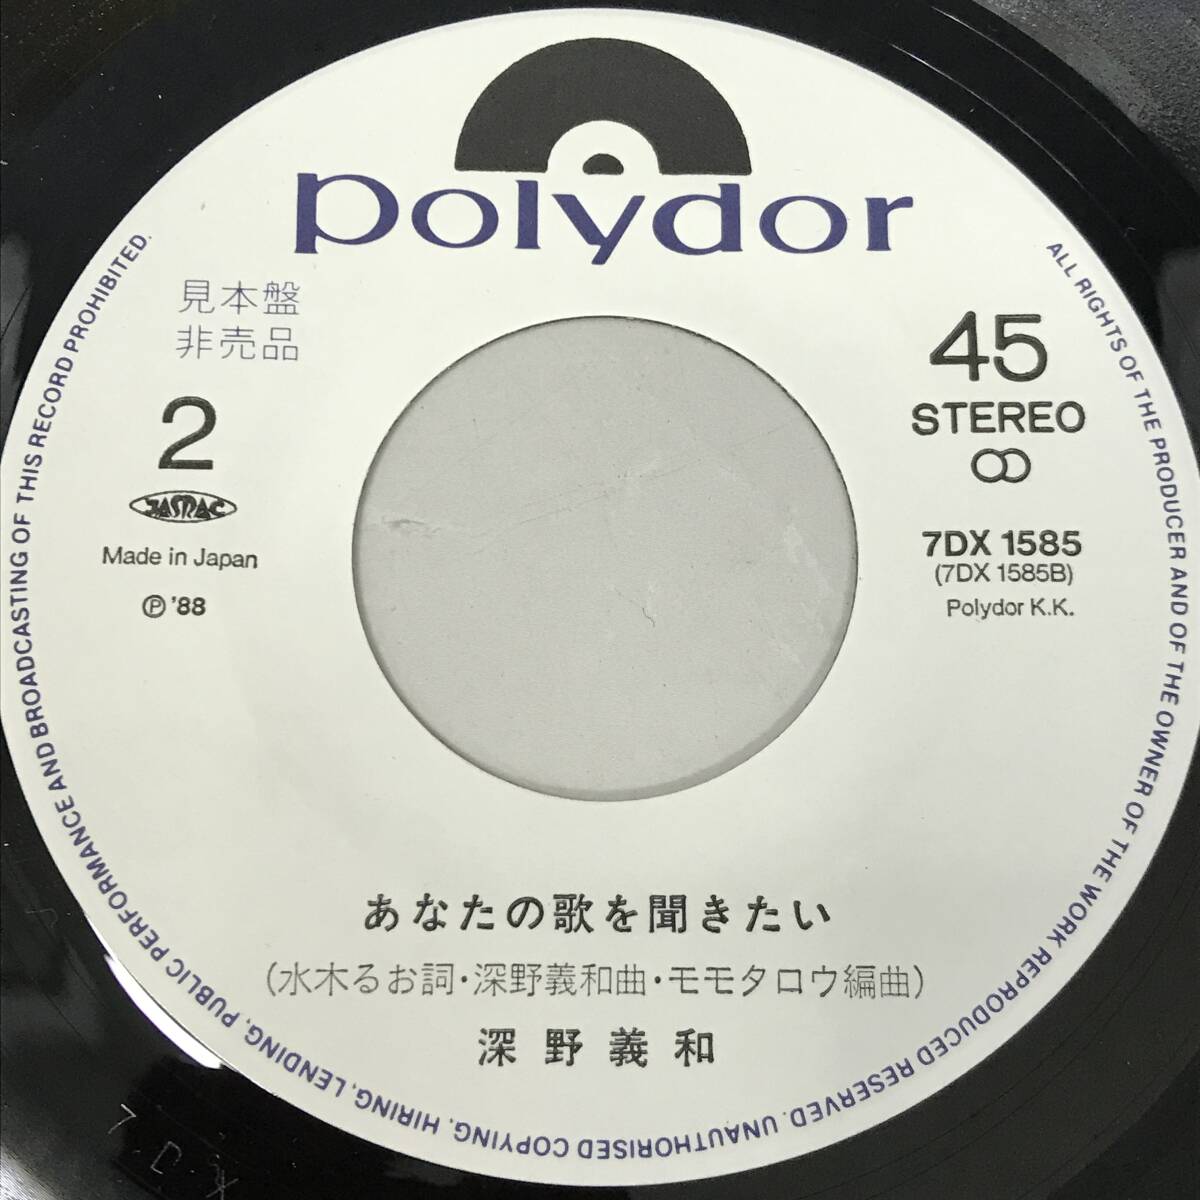 polydor
見本盤
非売品
2
JASRAC
Made in Japan
℗ '88
45
STEREO
7DX 1585
(7DX 1585B)
Polydor K.K.
あなたの歌を聞きたい
(水木るお詞・深野義和曲・モモタロウ編曲)
深野義和
ALL RIGHTS OF THE PRODUCER AND OF THE OWNER OF THE WORK REPRODUCED RESERVED. UNAUTHORISED COPYING, HIRING, LENDING, PUBLIC PERFORMANCE AND BROADCASTING OF THIS RECORD PROHIBITED.
7DX